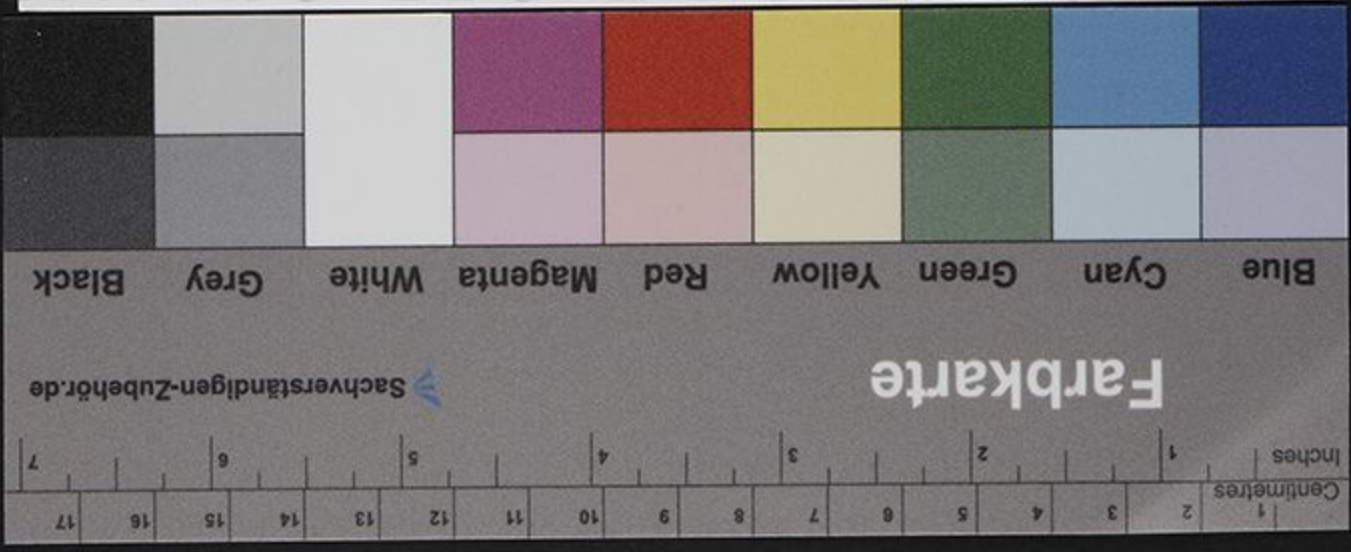 Centimetres 1 2 3 4 5 6 7 8 9 10 11 12 13 14 15 16 17
Inches 1 2 3 4 5 6 7
Farbkarte Sachverständigen-Zubehör.de
Blue Cyan Green Yellow Red Magenta White Grey Black